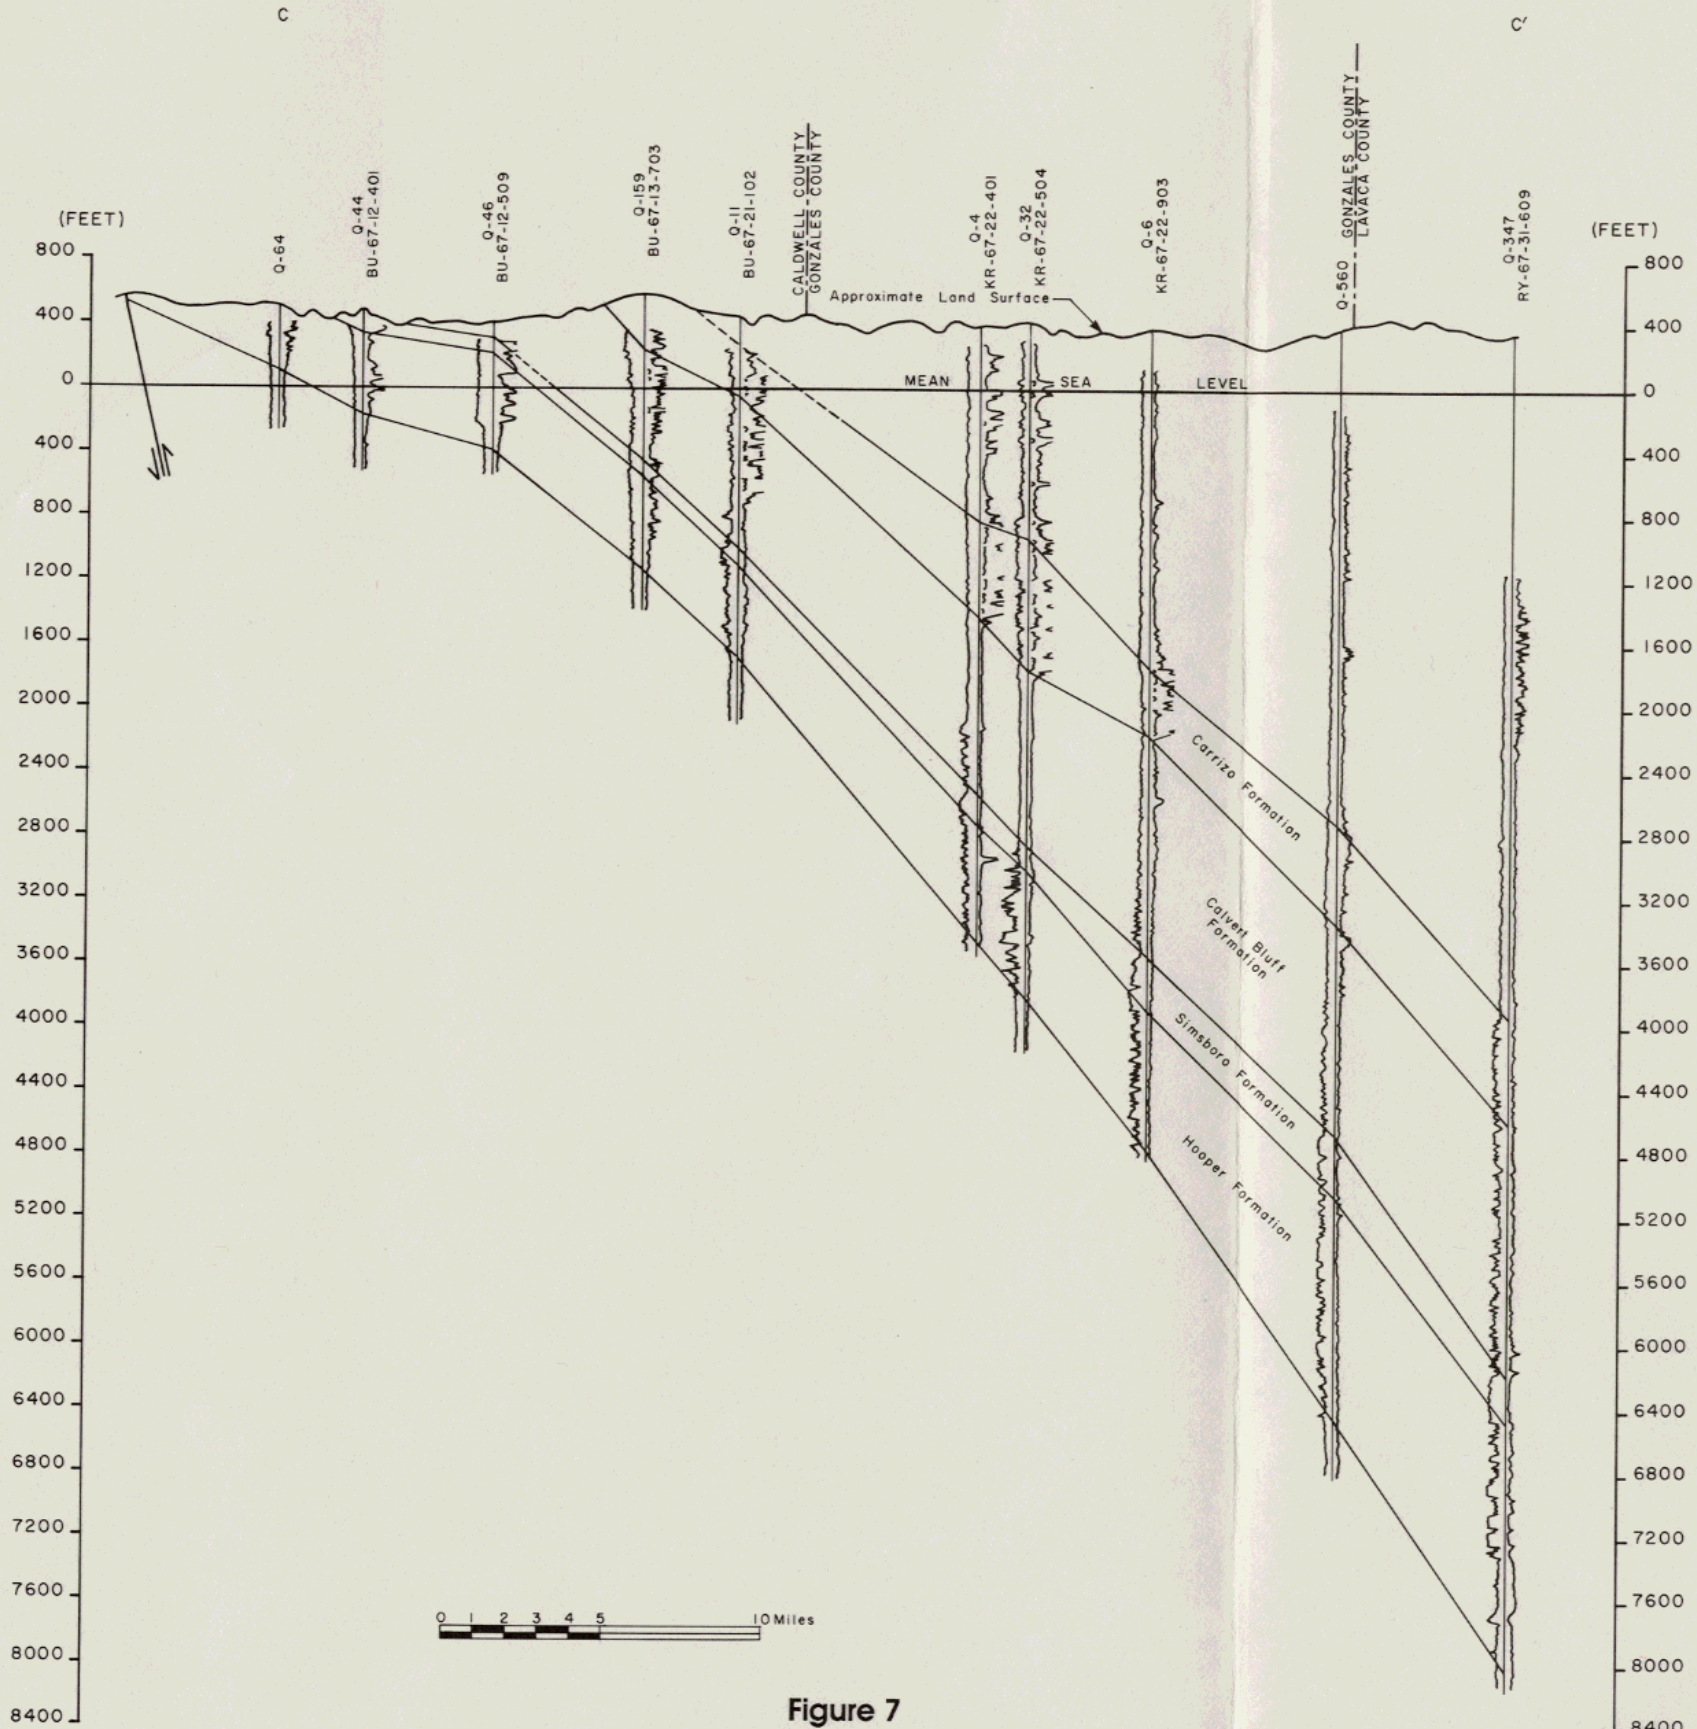 C
C′
(FEET)
Q-64
Q-44
BU-67-12-401
Q-46
BU-67-12-509
Q-159
BU-67-13-703
Q-11
BU-67-21-102
CALDWELL COUNTY
GONZALES COUNTY
Q-4
KR-67-22-401
Q-32
KR-67-22-504
Q-6
KR-67-22-903
Q-560
GONZALES COUNTY
LAVACA COUNTY
Q-347
RY-67-31-609
(FEET)
Approximate Land Surface
MEAN SEA LEVEL
800
400
0
400
800
1200
1600
2000
2400
2800
3200
3600
4000
4400
4800
5200
5600
6000
6400
6800
7200
7600
8000
8400
Carrizo Formation
Calvert Bluff
Formation
Simsboro Formation
Hooper Formation
800
400
0
400
800
1200
1600
2000
2400
2800
3200
3600
4000
4400
4800
5200
5600
6000
6400
6800
7200
7600
8000
8400
0 1 2 3 4 5 10 Miles
Figure 7